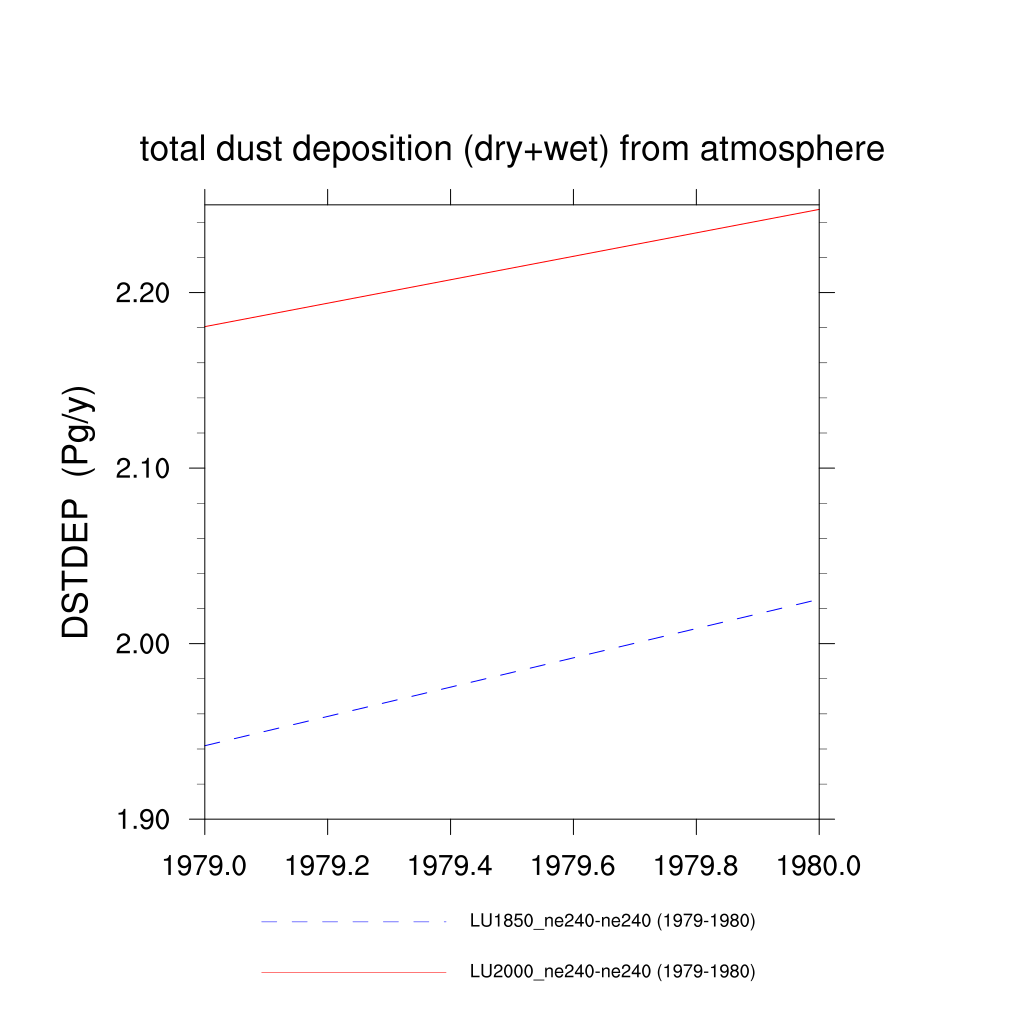 total dust deposition (dry+wet) from atmosphere
DSTDEP (Pg/y)
2.20
2.10
2.00
1.90
1979.0 1979.2 1979.4 1979.6 1979.8 1980.0
LU1850_ne240-ne240 (1979-1980)
LU2000_ne240-ne240 (1979-1980)